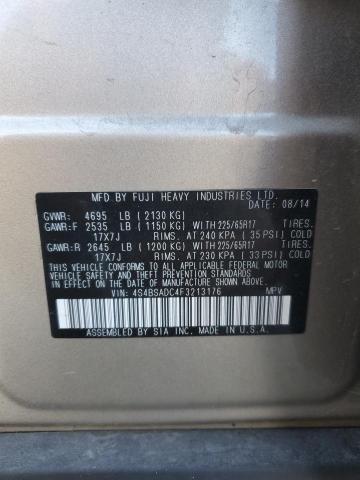 MFD. BY FUJI HEAVY INDUSTRIES LTD.
DATE: 08/14
GVWR: 4695 LB ( 2130 KG)
GAWR:F 2535 LB ( 1150 KG) WITH 225/65R17 TIRES.
17X7J RIMS. AT 240 KPA ( 35 PSI) COLD
GAWR:R 2645 LB ( 1200 KG) WITH 225/65R17 TIRES.
17X7J RIMS. AT 230 KPA ( 33 PSI) COLD
THIS VEHICLE CONFORMS TO ALL APPLICABLE FEDERAL MOTOR
VEHICLE SAFETY AND THEFT PREVENTION STANDARDS IN
EFFECT ON THE DATE OF MANUFACTURE SHOWN ABOVE.
VIN: 4S4BSADC4F3213176 MPV
ASSEMBLED BY SIA INC. MADE IN U.S.A.